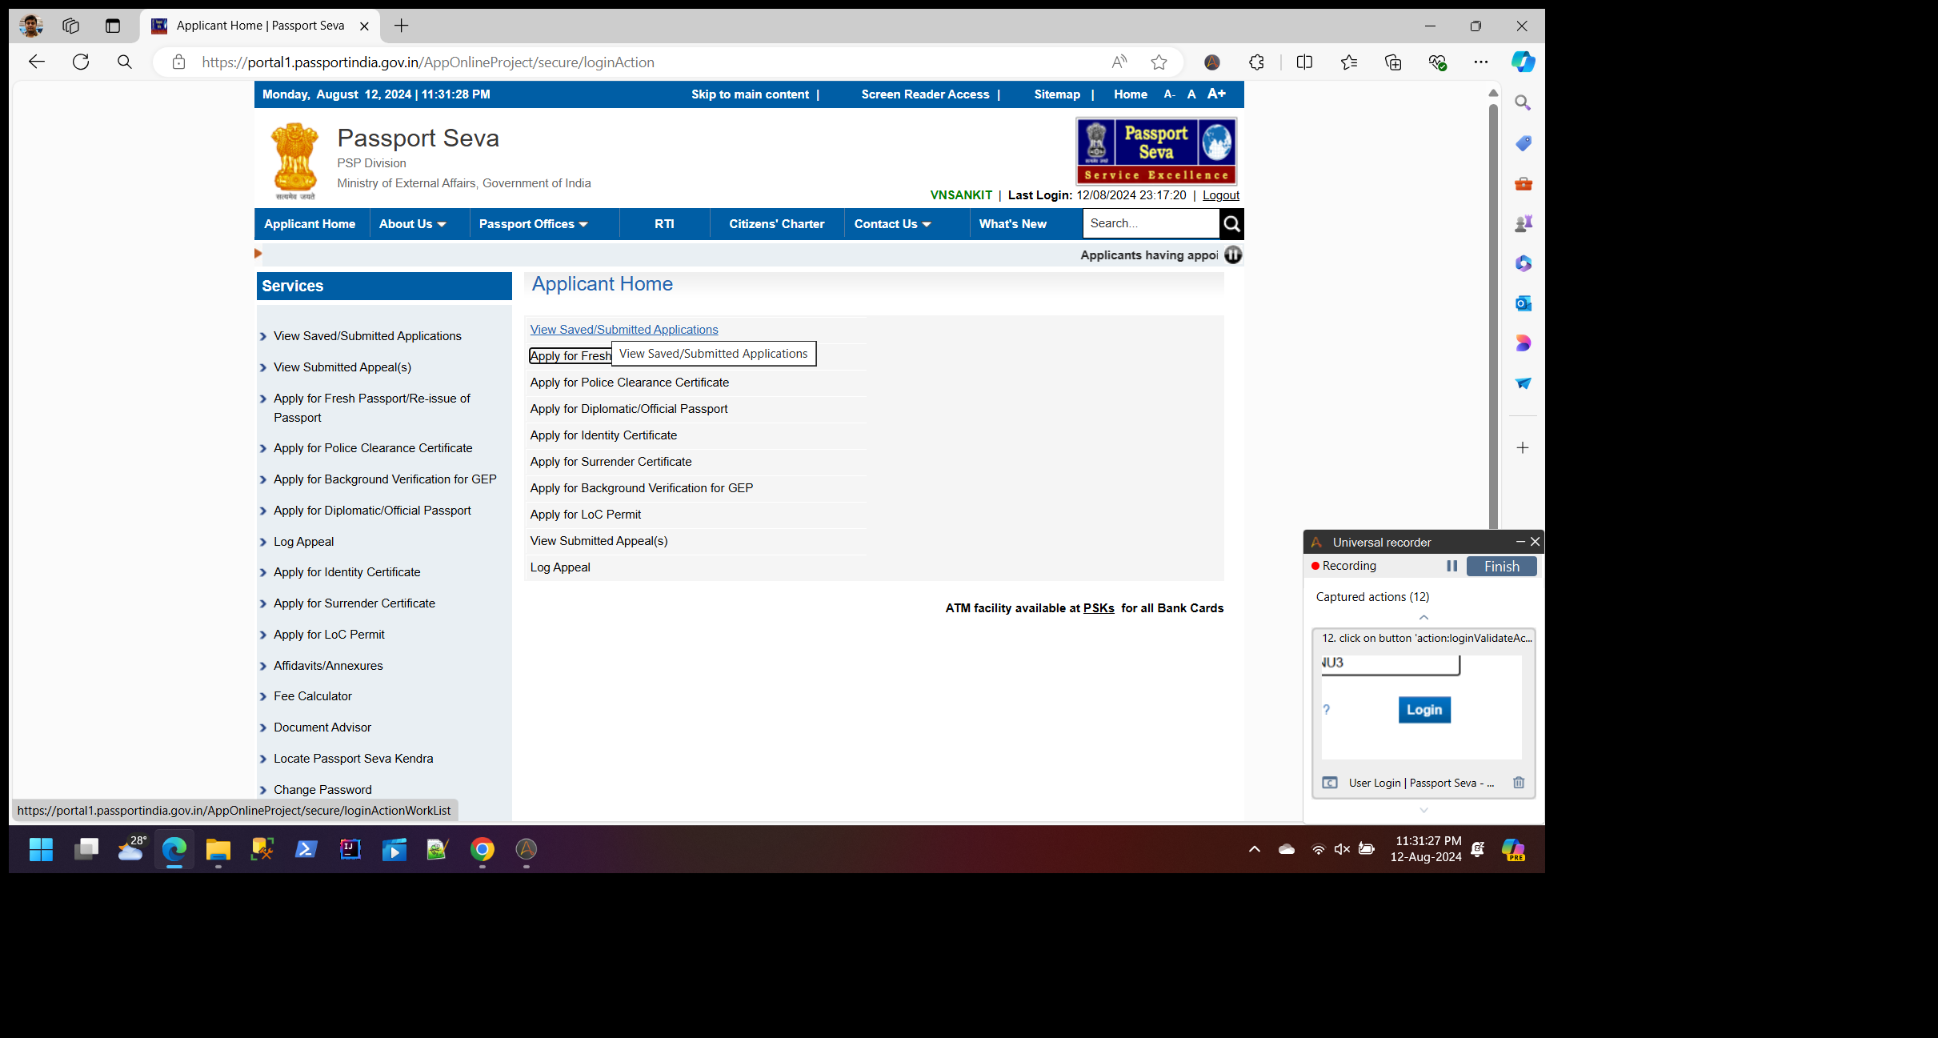 Applicant Home | Passport Seva
https://portal1.passportindia.gov.in/AppOnlineProject/secure/loginAction
Monday, August 12, 2024 | 11:31:28 PM
Skip to main content |
Screen Reader Access |
Sitemap |
Home
A-
A
A+
Passport Seva
PSP Division
Ministry of External Affairs, Government of India
सत्यमेव जयते
Passport
Seva
Service Excellence
VNSANKIT | Last Login: 12/08/2024 23:17:20 | Logout
Applicant Home
About Us
Passport Offices
RTI
Citizens' Charter
Contact Us
What's New
Search...
Applicants having appoi
Services
View Saved/Submitted Applications
View Submitted Appeal(s)
Apply for Fresh Passport/Re-issue of
Passport
Apply for Police Clearance Certificate
Apply for Background Verification for GEP
Apply for Diplomatic/Official Passport
Log Appeal
Apply for Identity Certificate
Apply for Surrender Certificate
Apply for LoC Permit
Affidavits/Annexures
Fee Calculator
Document Advisor
Locate Passport Seva Kendra
Change Password
Applicant Home
View Saved/Submitted Applications
Apply for Fresh
View Saved/Submitted Applications
Apply for Police Clearance Certificate
Apply for Diplomatic/Official Passport
Apply for Identity Certificate
Apply for Surrender Certificate
Apply for Background Verification for GEP
Apply for LoC Permit
View Submitted Appeal(s)
Log Appeal
ATM facility available at PSKs for all Bank Cards
Universal recorder
Recording
Finish
Captured actions (12)
12. click on button 'action:loginValidateAc...
NU3
?
Login
User Login | Passport Seva - ...
https://portal1.passportindia.gov.in/AppOnlineProject/secure/loginActionWorkList
28°
11:31:27 PM
12-Aug-2024
PRE